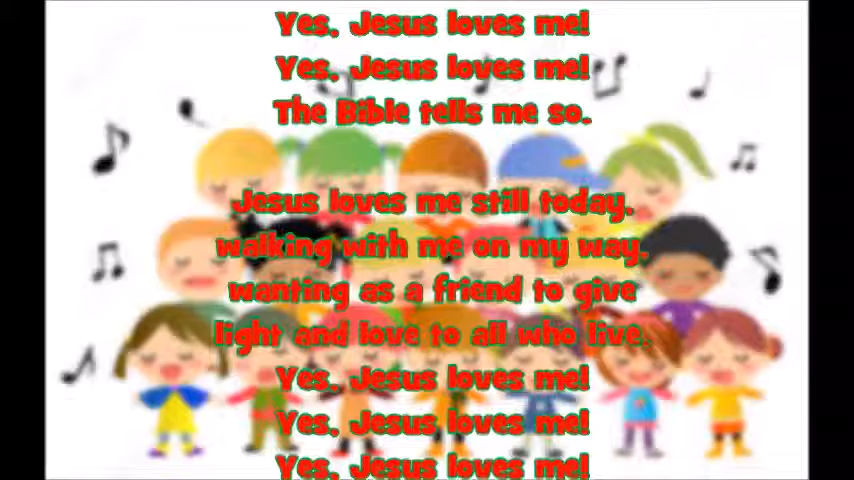 Yes, Jesus loves me!
Yes, Jesus loves me!
The Bible tells me so.
Jesus loves me still today,
walking with me on my way,
wanting as a friend to give
light and love to all who live.
Yes, Jesus loves me!
Yes, Jesus loves me!
Yes, Jesus loves me!